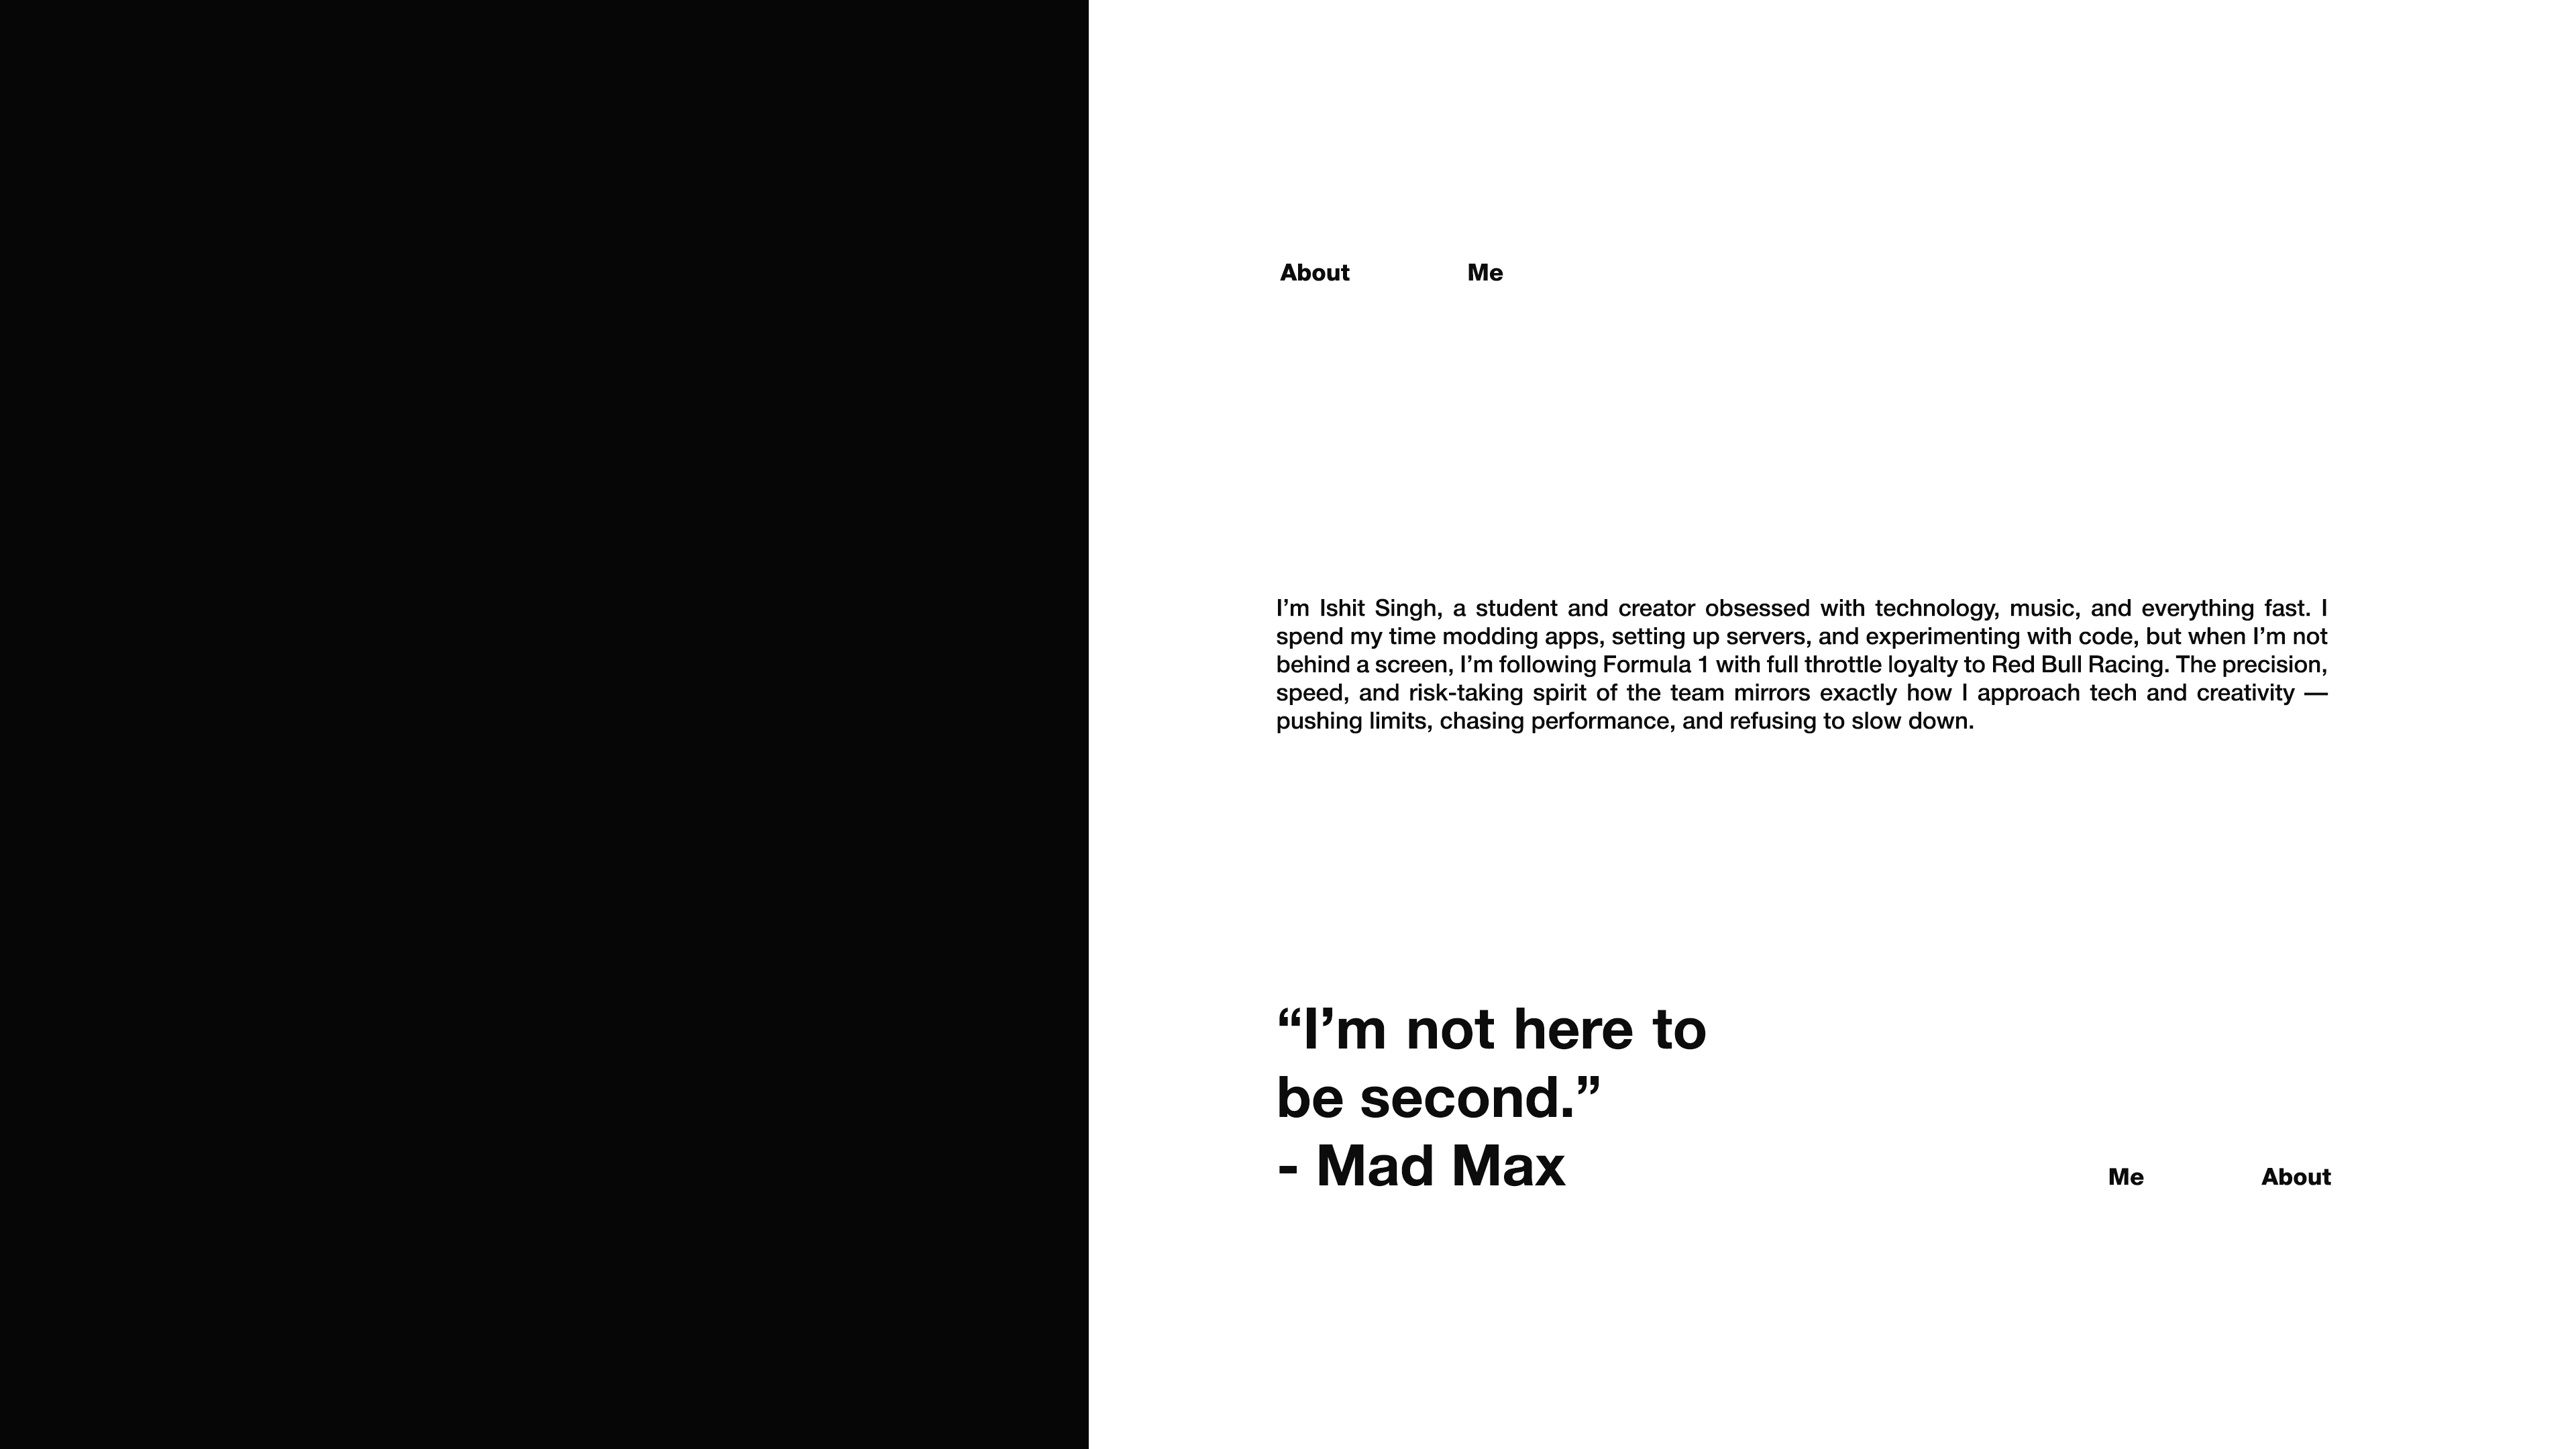 About Me
I’m Ishit Singh, a student and creator obsessed with technology, music, and everything fast. I
spend my time modding apps, setting up servers, and experimenting with code, but when I’m not
behind a screen, I’m following Formula 1 with full throttle loyalty to Red Bull Racing. The precision,
speed, and risk-taking spirit of the team mirrors exactly how I approach tech and creativity —
pushing limits, chasing performance, and refusing to slow down.
“I’m not here to
be second.”
- Mad Max
Me About